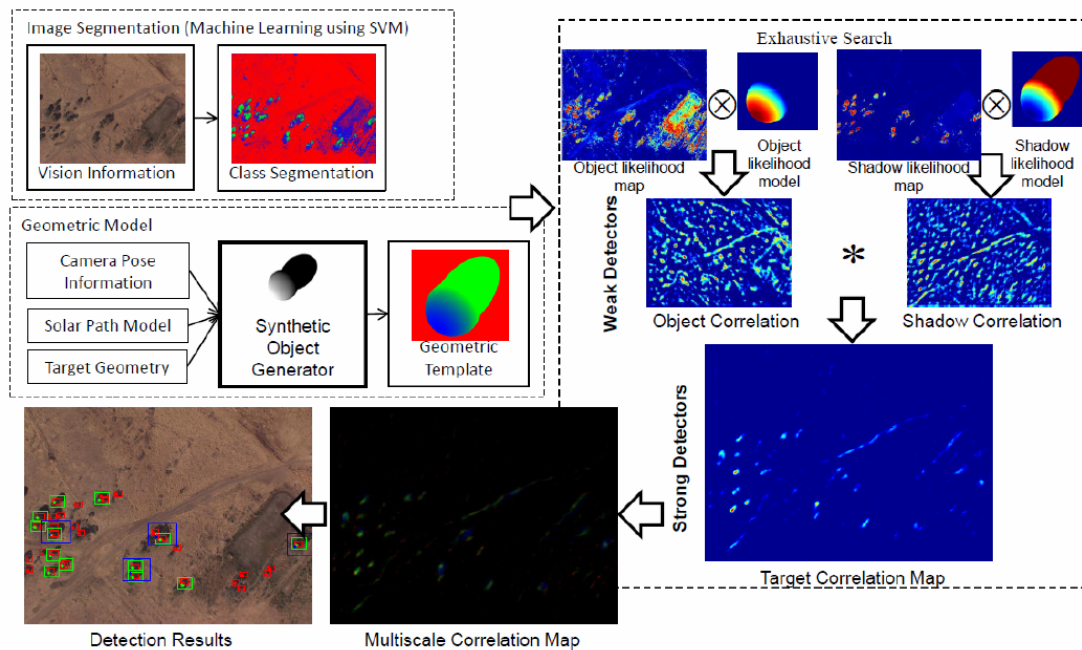 Image Segmentation (Machine Learning using SVM)
Vision Information
Class Segmentation
Geometric Model
Camera Pose
Information
Solar Path Model
Target Geometry
Synthetic
Object
Generator
Geometric
Template
Exhaustive Search
Object likelihood
map
Object
likelihood
model
Shadow likelihood
map
Shadow
likelihood
model
Weak Detectors
Object Correlation
*
Shadow Correlation
Strong Detectors
Target Correlation Map
Multiscale Correlation Map
Detection Results